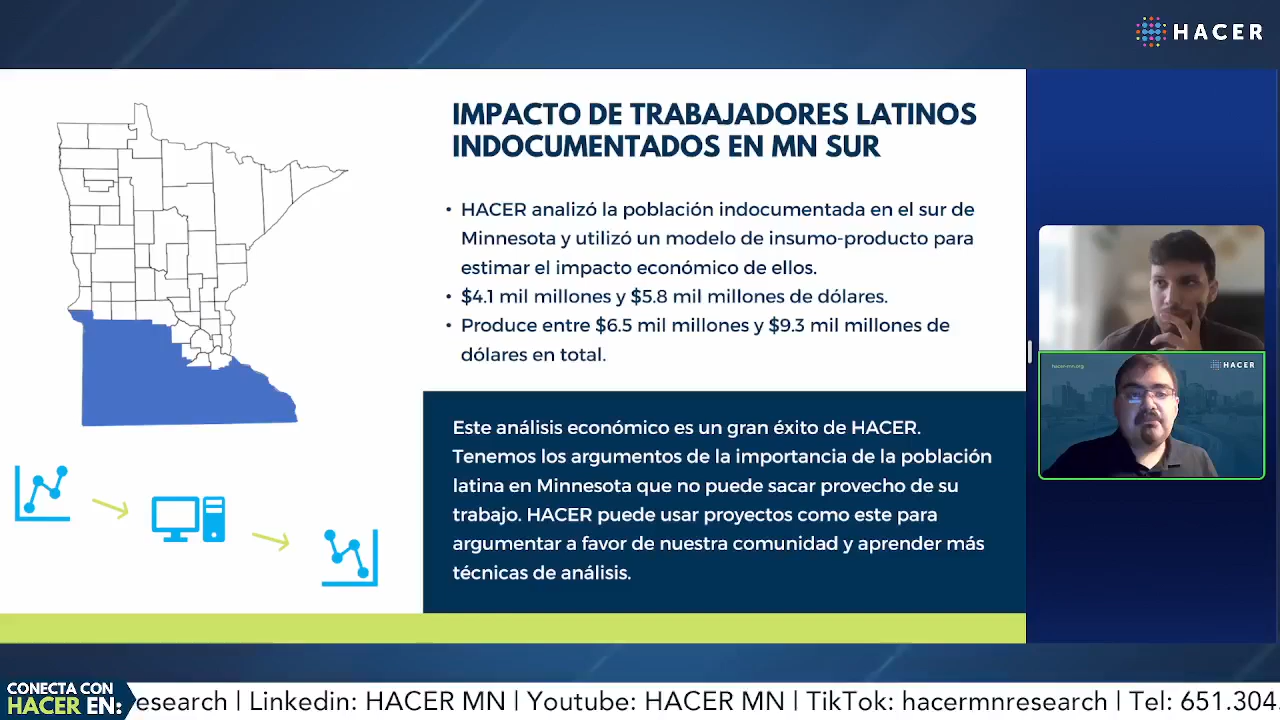 HACER
IMPACTO DE TRABAJADORES LATINOS
INDOCUMENTADOS EN MN SUR
• HACER analizó la población indocumentada en el sur de
Minnesota y utilizó un modelo de insumo-producto para
estimar el impacto económico de ellos.
• $4.1 mil millones y $5.8 mil millones de dólares.
• Produce entre $6.5 mil millones y $9.3 mil millones de
dólares en total.
Este análisis económico es un gran éxito de HACER.
Tenemos los argumentos de la importancia de la población
latina en Minnesota que no puede sacar provecho de su
trabajo. HACER puede usar proyectos como este para
argumentar a favor de nuestra comunidad y aprender más
técnicas de análisis.
hacer-mn.org
HACER
CONECTA CON
HACER EN:
esearch | Linkedin: HACER MN | Youtube: HACER MN | TikTok: hacermnresearch | Tel: 651.304.